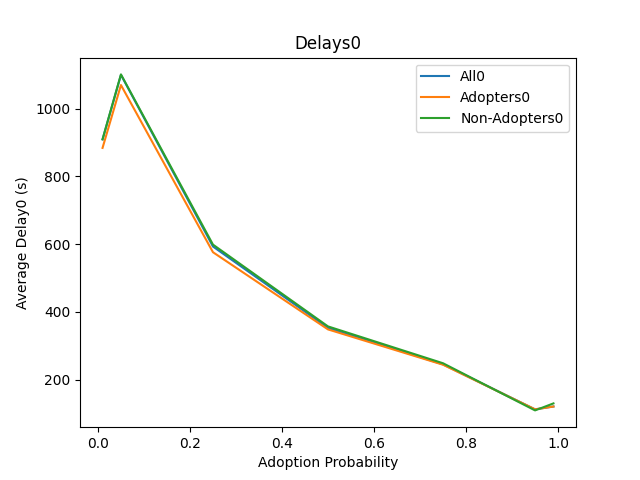 Delays0
All0
Adopters0
Non-Adopters0
Average Delay0 (s)
1000
800
600
400
200
0.0 0.2 0.4 0.6 0.8 1.0
Adoption Probability